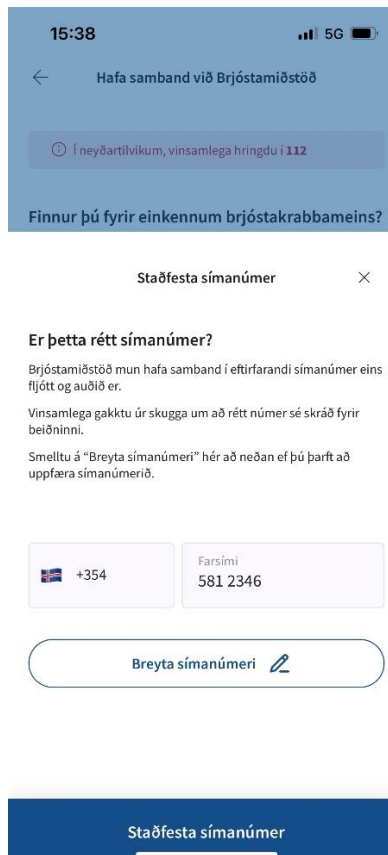 15:38
5G
Hafa samband við Brjóstamiðstöð
Í neyðartilvikum, vinsamlega hringdu í 112
Finnur þú fyrir einkennum brjóstakrabbameins?
Staðfesta símanúmer
Er þetta rétt símanúmer?
Brjóstamiðstöð mun hafa samband í eftirfarandi símanúmer eins
fljótt og auðið er.
Vinsamlega gakktu úr skugga um að rétt númer sé skráð fyrir
beiðninni.
Smelltu á “Breyta símanúmeri” hér að neðan ef þú þarft að
uppfæra símanúmerið.
+354
Farsími
581 2346
Breyta símanúmeri
Staðfesta símanúmer